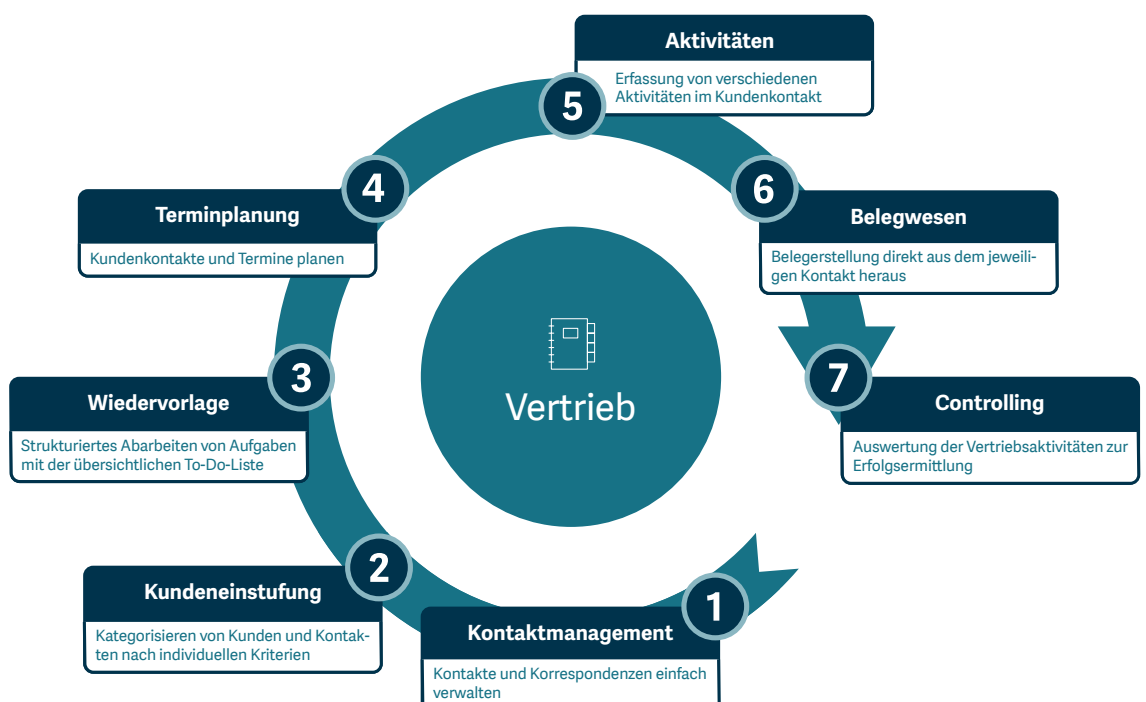 5
Aktivitäten
Erfassung von verschiedenen
Aktivitäten im Kundenkontakt
4
Terminplanung
Kundenkontakte und Termine planen
6
Belegwesen
Belegerstellung direkt aus dem jeweili-
gen Kontakt heraus
Vertrieb
3
Wiedervorlage
Strukturiertes Abarbeiten von Aufgaben
mit der übersichtlichen To-Do-Liste
7
Controlling
Auswertung der Vertriebsaktivitäten zur
Erfolgsermittlung
2
Kundeneinstufung
Kategorisieren von Kunden und Kontak-
ten nach individuellen Kriterien
1
Kontaktmanagement
Kontakte und Korrespondenzen einfach
verwalten